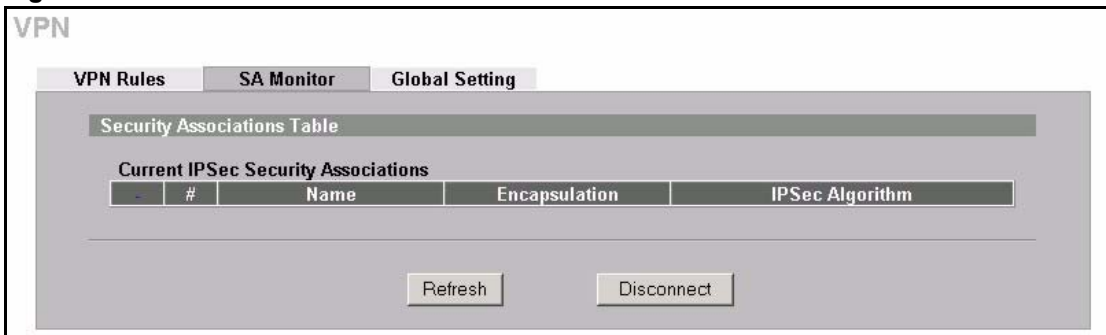 VPN
VPN Rules SA Monitor Global Setting
Security Associations Table
Current IPSec Security Associations
- # Name Encapsulation IPSec Algorithm
Refresh Disconnect